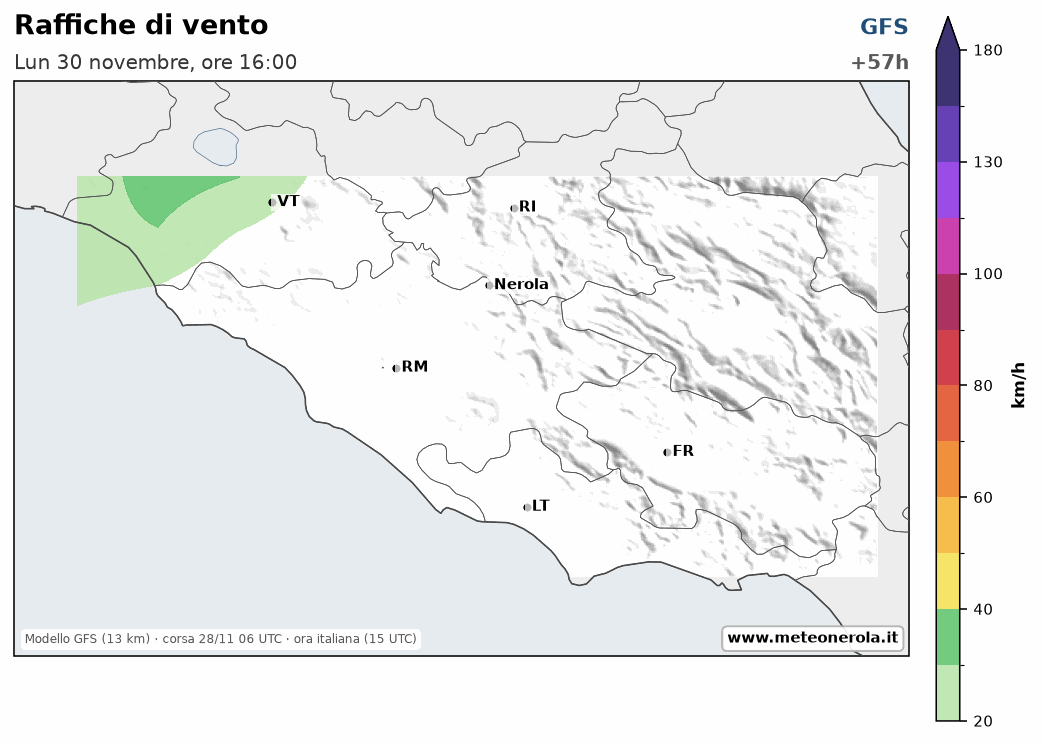 Raffiche di vento
GFS
Lun 30 novembre, ore 16:00
+57h
180
130
100
80
60
40
20
km/h
VT
RI
Nerola
RM
FR
LT
Modello GFS (13 km) · corsa 28/11 06 UTC · ora italiana (15 UTC)
www.meteonerola.it